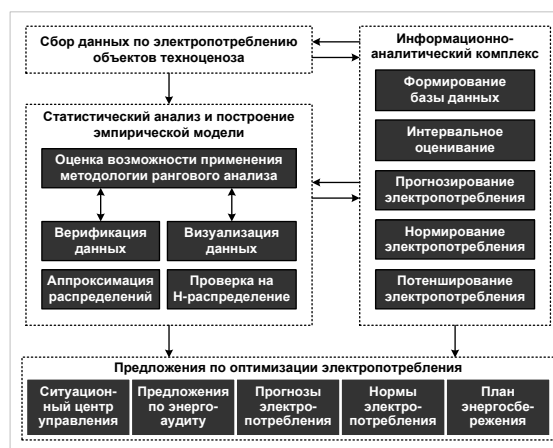 Сбор данных по электропотреблению
объектов техноценоза
Статистический анализ и построение
эмпирической модели
Оценка возможности применения
методологии рангового анализа
Верификация
данных
Визуализация
данных
Аппроксимация
распределений
Проверка на
Н-распределение
Информационно-
аналитический комплекс
Формирование
базы данных
Интервальное
оценивание
Прогнозирование
электропотребления
Нормирование
электропотребления
Потенширование
электропотребления
Предложения по оптимизации электропотребления
Ситуацион-
ный центр
управления
Предложения
по энерго-
аудиту
Прогнозы
электро-
потребления
Нормы
электро-
потребления
План
энергосбе-
режения